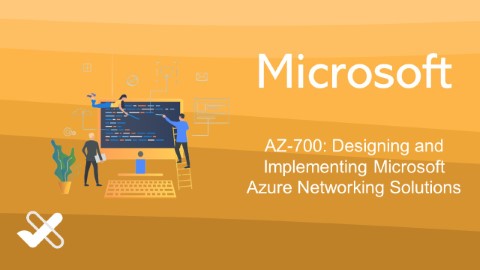 Microsoft
AZ-700: Designing and
Implementing Microsoft
Azure Networking Solutions